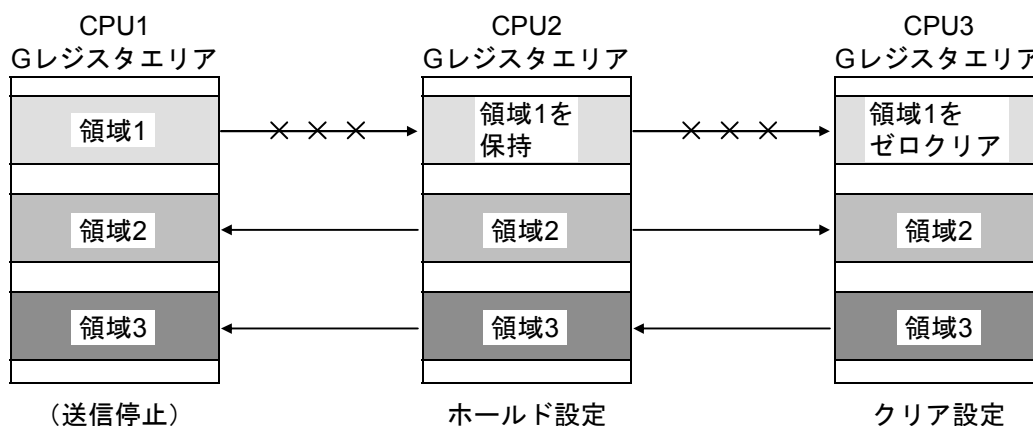 CPU1
Gレジスタエリア
領域1
領域2
領域3
(送信停止)
CPU2
Gレジスタエリア
領域1を
保持
領域2
領域3
ホールド設定
CPU3
Gレジスタエリア
領域1を
ゼロクリア
領域2
領域3
クリア設定